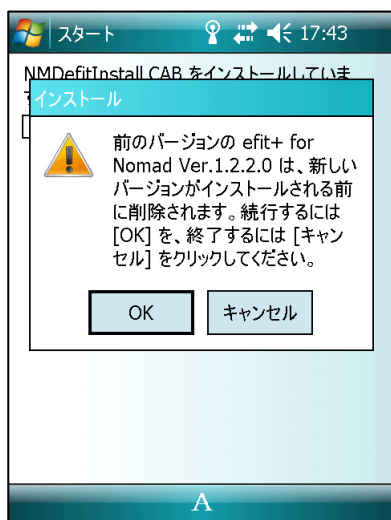 スタート 17:43
NMDefitInstall.CAB をインストールしていま
インストール
前のバージョンの efit+ for
Nomad Ver.1.2.2.0 は、新しい
バージョンがインストールされる前
に削除されます。続行するには
[OK] を、終了するには [キャン
セル] をクリックしてください。
OK キャンセル
A